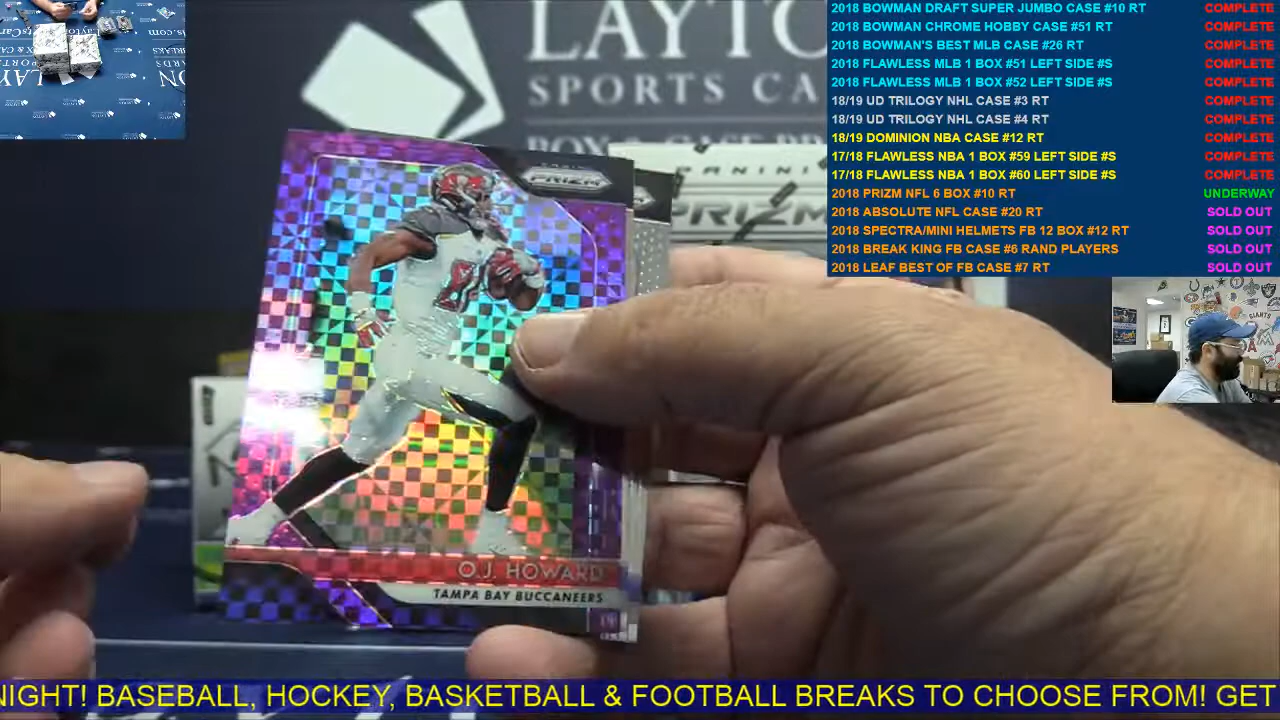 LAYTO
SPORTS CA
PANINI
PRIZM
PRIZM
O.J. HOWARD
TAMPA BAY BUCCANEERS
2018 BOWMAN DRAFT SUPER JUMBO CASE #10 RT COMPLETE
2018 BOWMAN CHROME HOBBY CASE #51 RT COMPLETE
2018 BOWMAN'S BEST MLB CASE #26 RT COMPLETE
2018 FLAWLESS MLB 1 BOX #51 LEFT SIDE #S COMPLETE
2018 FLAWLESS MLB 1 BOX #52 LEFT SIDE #S COMPLETE
18/19 UD TRILOGY NHL CASE #3 RT COMPLETE
18/19 UD TRILOGY NHL CASE #4 RT COMPLETE
18/19 DOMINION NBA CASE #12 RT COMPLETE
17/18 FLAWLESS NBA 1 BOX #59 LEFT SIDE #S COMPLETE
17/18 FLAWLESS NBA 1 BOX #60 LEFT SIDE #S COMPLETE
2018 PRIZM NFL 6 BOX #10 RT UNDERWAY
2018 ABSOLUTE NFL CASE #20 RT SOLD OUT
2018 SPECTRA/MINI HELMETS FB 12 BOX #12 RT SOLD OUT
2018 BREAK KING FB CASE #6 RAND PLAYERS SOLD OUT
2018 LEAF BEST OF FB CASE #7 RT SOLD OUT
NIGHT! BASEBALL, HOCKEY, BASKETBALL & FOOTBALL BREAKS TO CHOOSE FROM! GET